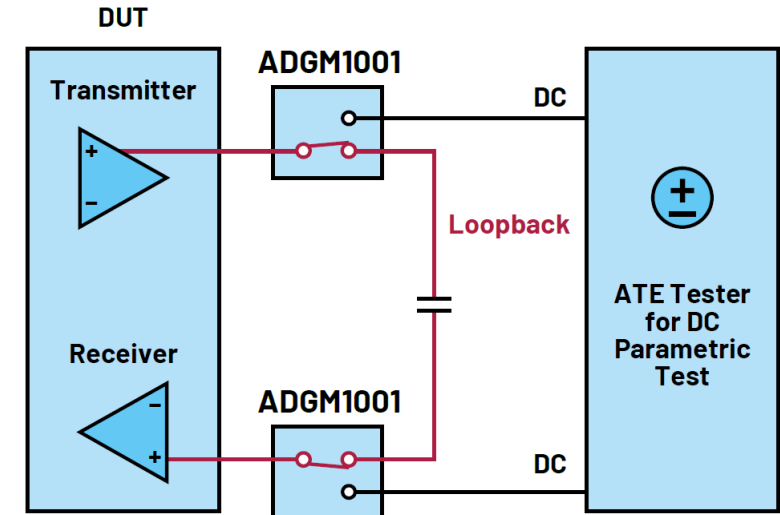 DUT
ADGM1001
Transmitter
DC
+
−
Loopback
+
−
ATE Tester
for DC
Parametric
Test
Receiver
ADGM1001
−
+
DC